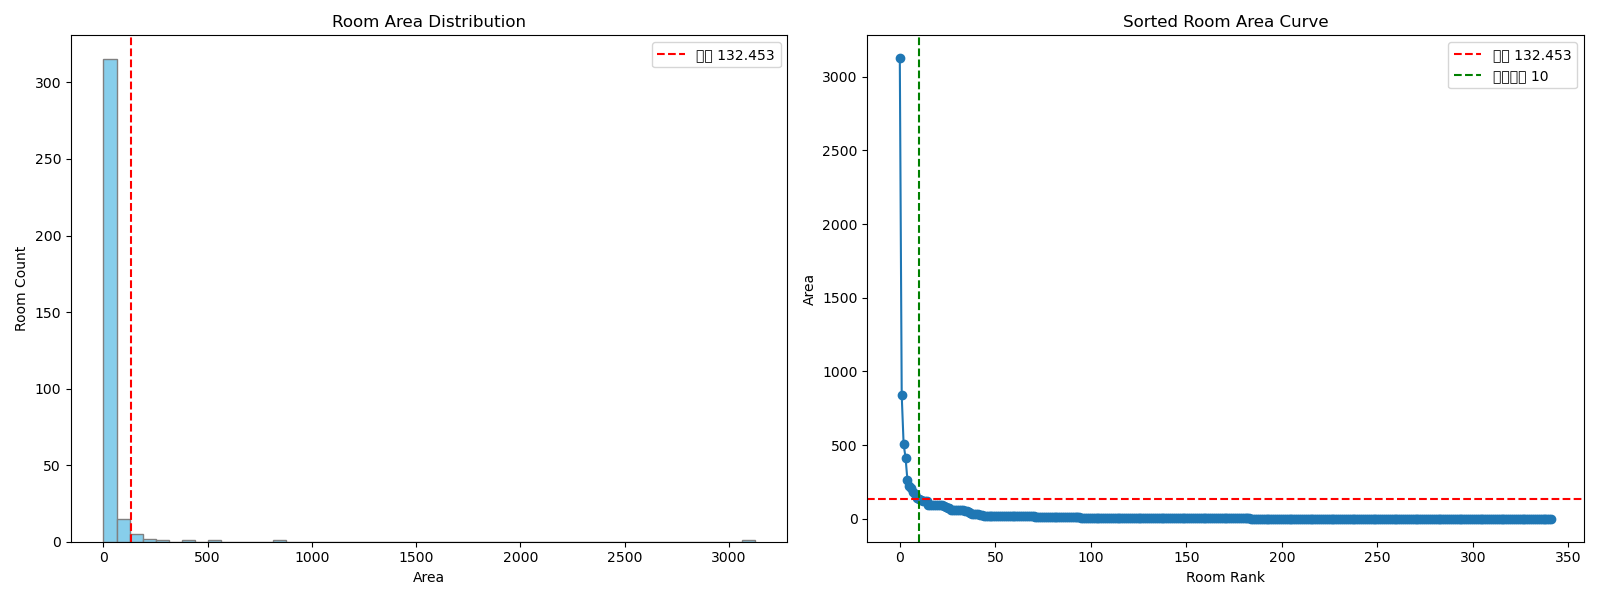 Room Area Distribution
132.453
300
250
200
150
100
50
0
Room Count
0 500 1000 1500 2000 2500 3000
Area
Sorted Room Area Curve
132.453
10
3000
2500
2000
1500
1000
500
0
Area
0 50 100 150 200 250 300 350
Room Rank